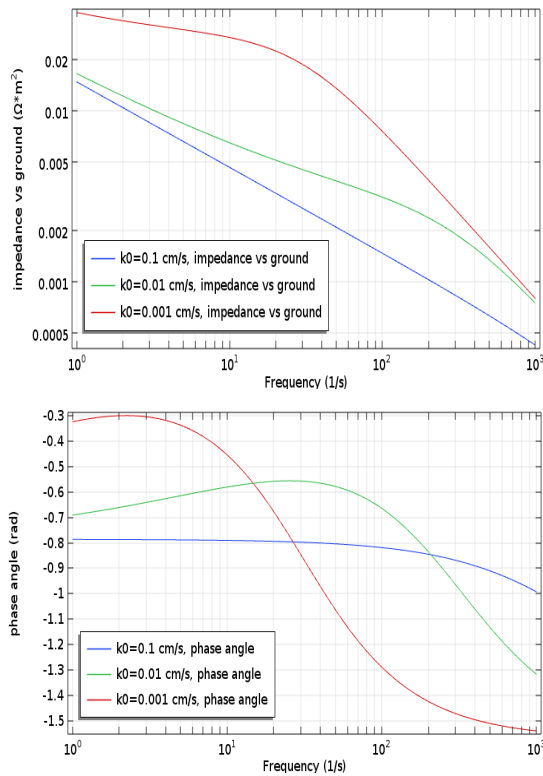 impedance vs ground (Ω*m²)
0.02
0.01
0.005
0.002
0.001
0.0005
k0=0.1 cm/s, impedance vs ground
k0=0.01 cm/s, impedance vs ground
k0=0.001 cm/s, impedance vs ground
10⁰ 10¹ 10² 10³
Frequency (1/s)
phase angle (rad)
-0.3
-0.4
-0.5
-0.6
-0.7
-0.8
-0.9
-1
-1.1
-1.2
-1.3
-1.4
-1.5
k0=0.1 cm/s, phase angle
k0=0.01 cm/s, phase angle
k0=0.001 cm/s, phase angle
10⁰ 10¹ 10² 10³
Frequency (1/s)